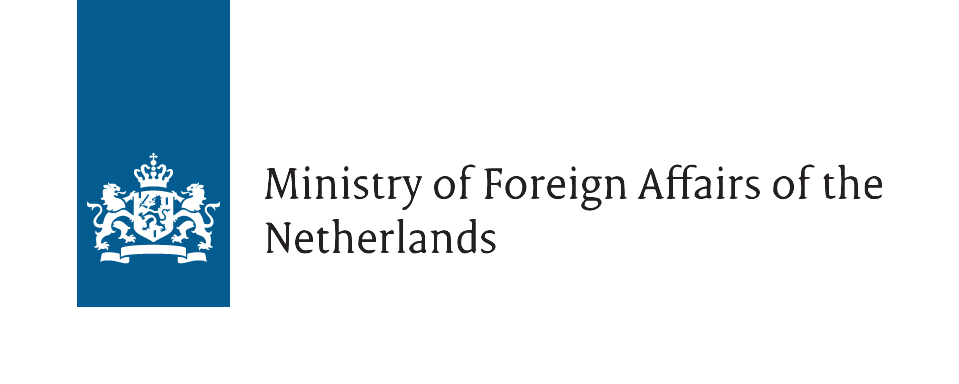 Ministry of Foreign Affairs of the
Netherlands